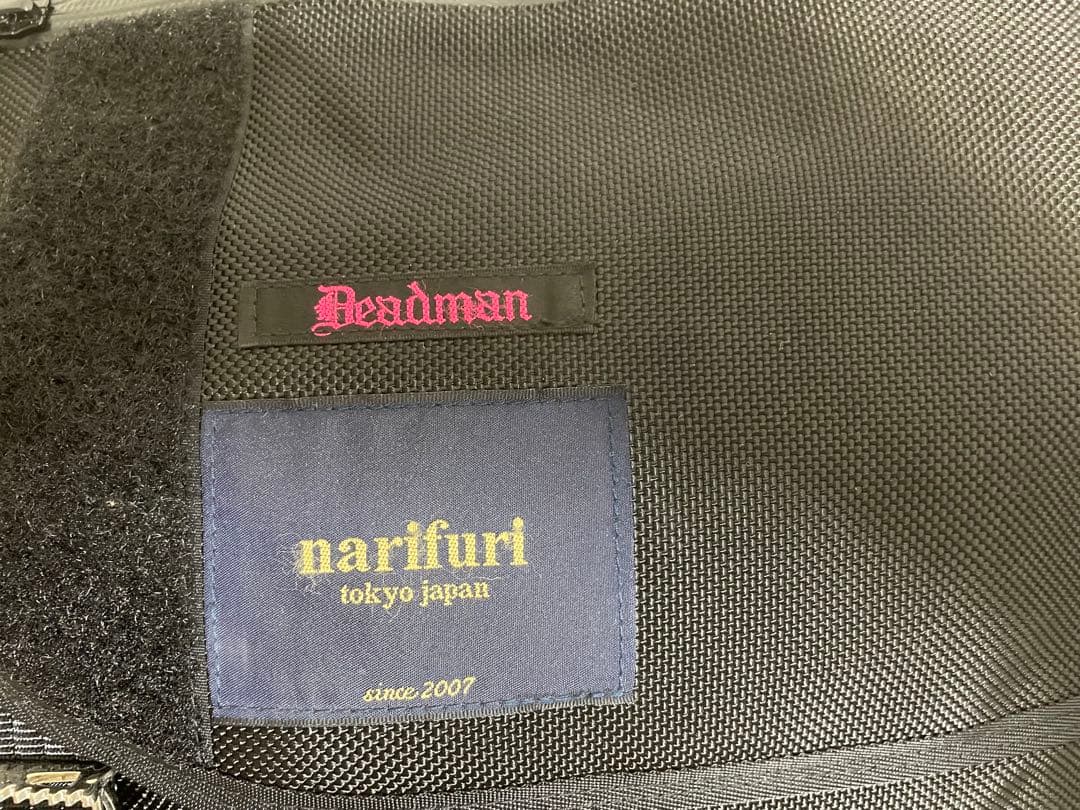 Deadman
narifuri
tokyo japan
since 2007